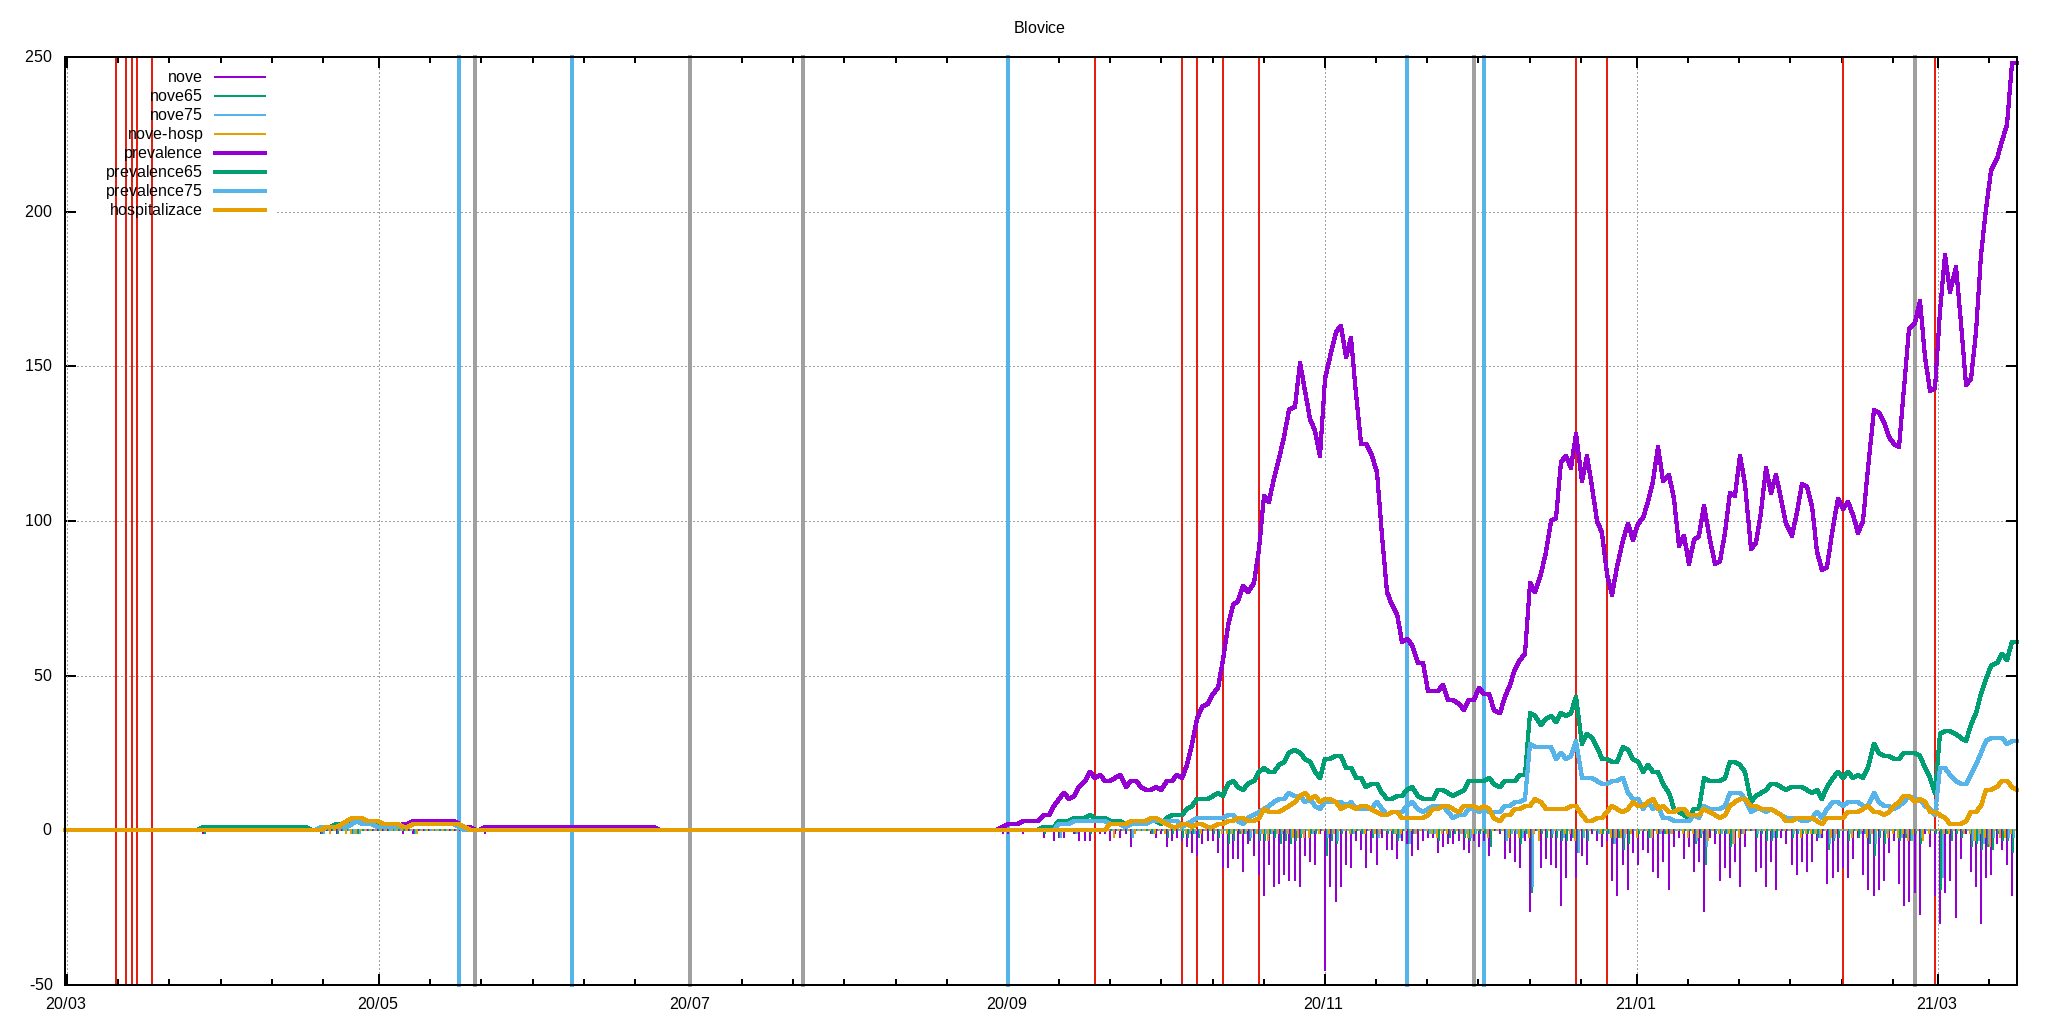 Blovice
250
200
150
100
50
0
-50
nove
nove65
nove75
nove-hosp
prevalence
prevalence65
prevalence75
hospitalizace
20/03
20/05
20/07
20/09
20/11
21/01
21/03